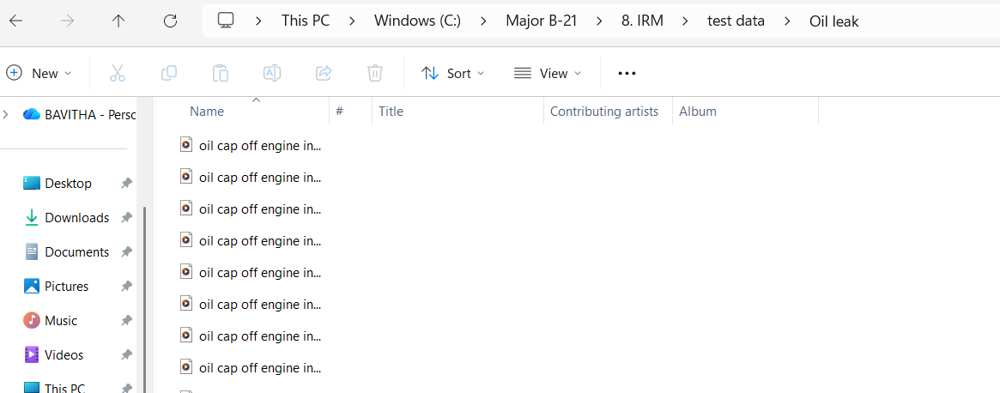 This PC > Windows (C:) > Major B-21 > 8. IRM > test data > Oil leak
New Sort View
Name # Title Contributing artists Album
BAVITHA - Persc
Desktop
Downloads
Documents
Pictures
Music
Videos
This PC
oil cap off engine in...
oil cap off engine in...
oil cap off engine in...
oil cap off engine in...
oil cap off engine in...
oil cap off engine in...
oil cap off engine in...
oil cap off engine in...